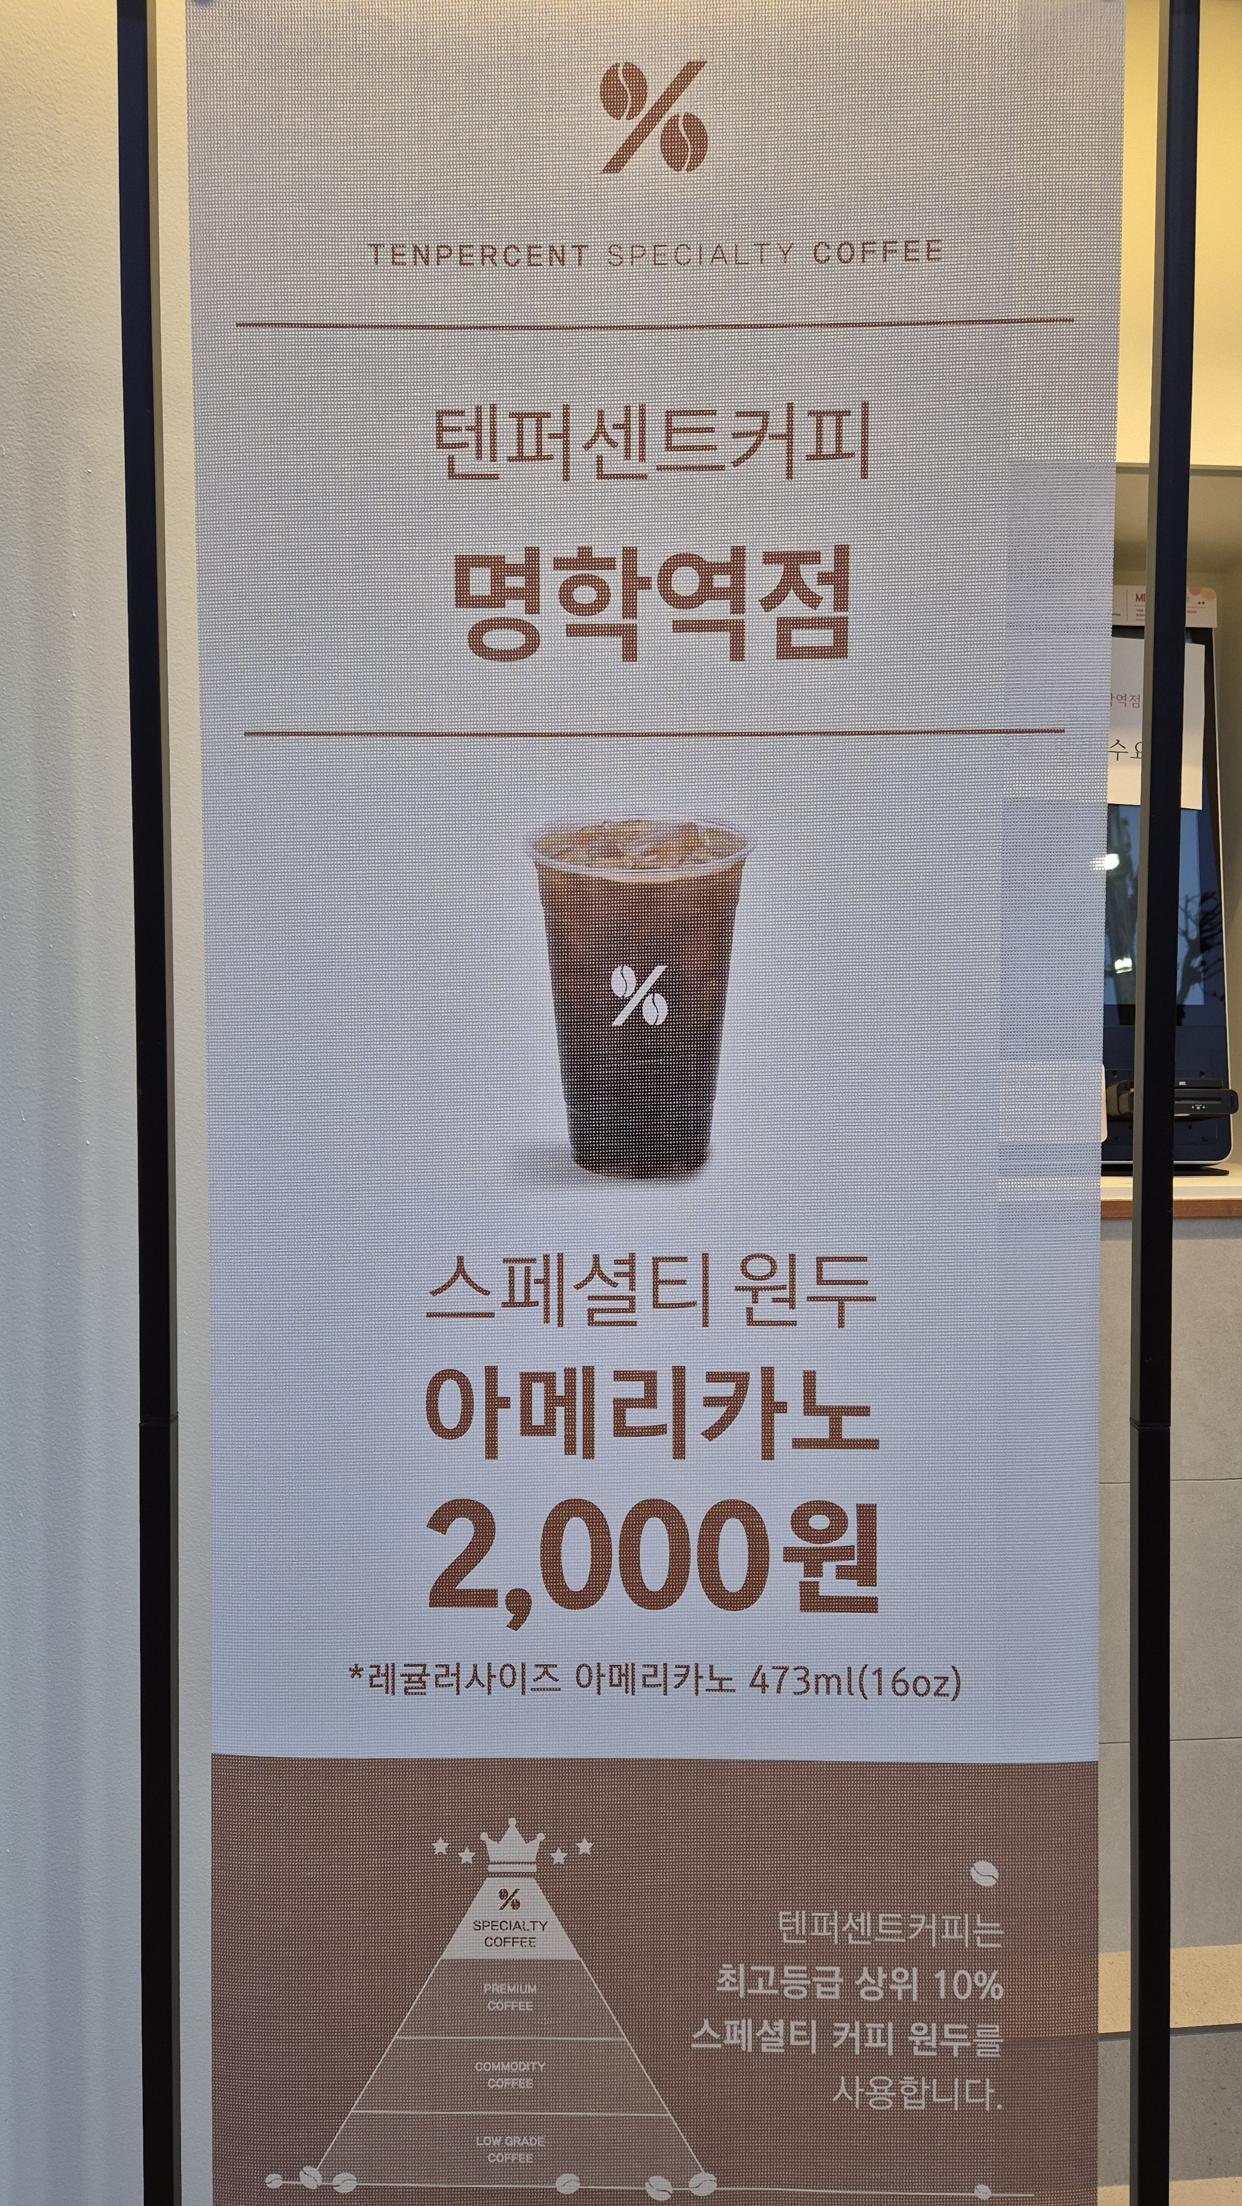 %
TENPERCENT SPECIALTY COFFEE
텐퍼센트커피
명학역점
%
스페셜티 원두
아메리카노
2,000원
*레귤러사이즈 아메리카노 473ml(16oz)
%
SPECIALTY
COFFEE
PREMIUM
COFFEE
COMMODITY
COFFEE
LOW GRADE
COFFEE
텐퍼센트커피는
최고등급 상위 10%
스페셜티 커피 원두를
사용합니다.
역점